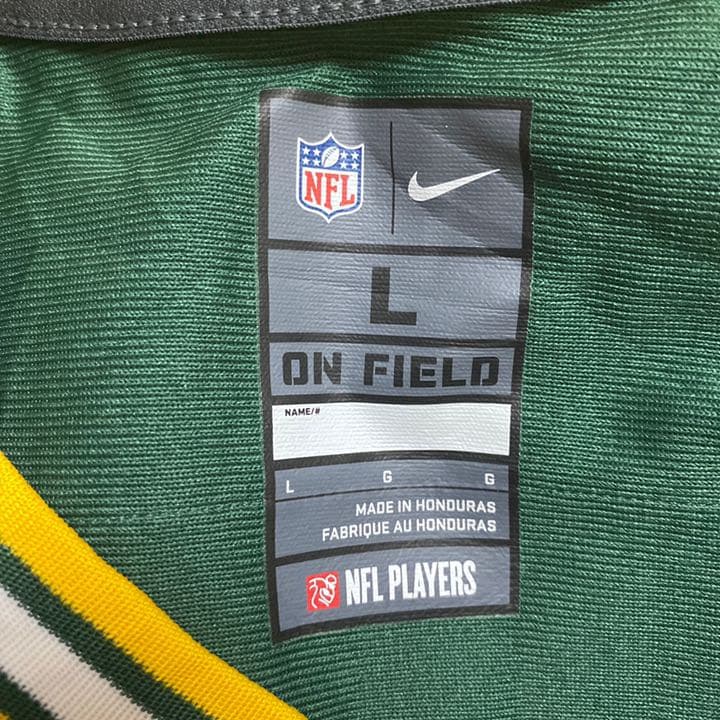 NFL
L
ON FIELD
NAME/#
L G G
MADE IN HONDURAS
FABRIQUE AU HONDURAS
NFL PLAYERS